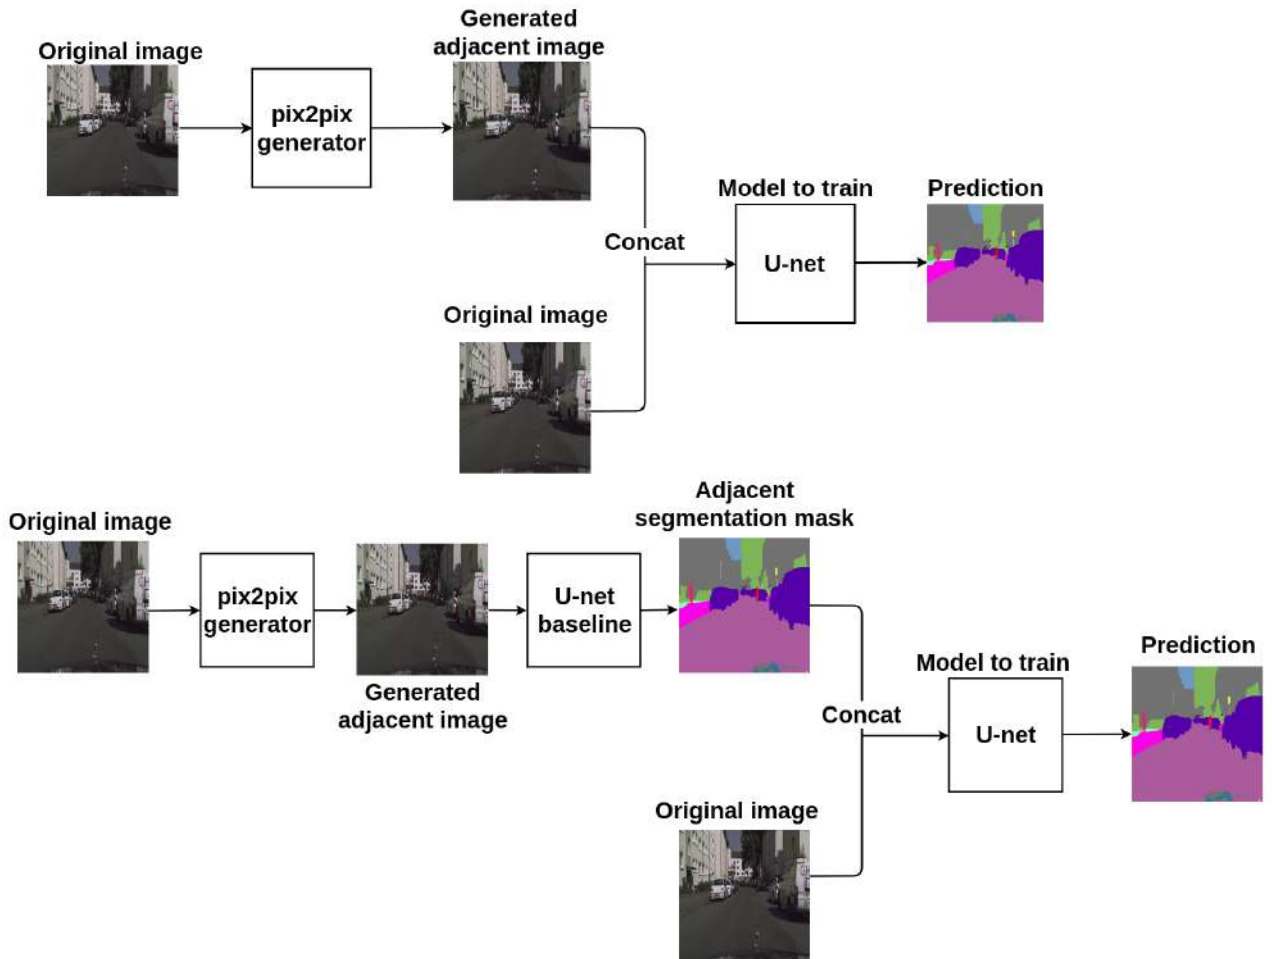 Original image
pix2pix
generator
Generated
adjacent image
Concat
Original image
Model to train
U-net
Prediction
Original image
pix2pix
generator
Generated
adjacent image
U-net
baseline
Adjacent
segmentation mask
Concat
Original image
Model to train
U-net
Prediction